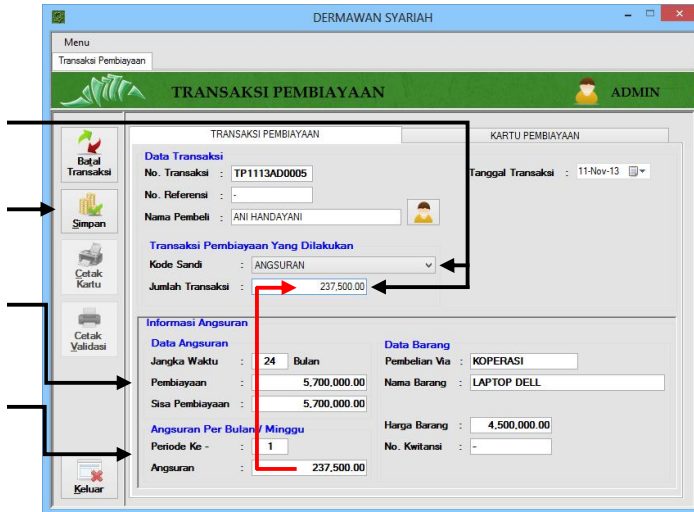 DERMAWAN SYARIAH
Menu
Transaksi Pembiayaan
TRANSAKSI PEMBIAYAAN
ADMIN
Batal
Transaksi
Simpan
Cetak
Kartu
Cetak
Validasi
Keluar
TRANSAKSI PEMBIAYAAN
KARTU PEMBIAYAAN
Data Transaksi
No. Transaksi : TP1113AD0005
Tanggal Transaksi : 11-Nov-13
No. Referensi : -
Nama Pembeli : ANI HANDAYANI
Transaksi Pembiayaan Yang Dilakukan
Kode Sandi : ANGSURAN
Jumlah Transaksi : 237,500.00
Informasi Angsuran
Data Angsuran
Jangka Waktu : 24 Bulan
Pembiayaan : 5,700,000.00
Sisa Pembiayaan : 5,700,000.00
Angsuran Per Bulan / Minggu
Periode Ke - : 1
Angsuran : 237,500.00
Data Barang
Pembelian Via : KOPERASI
Nama Barang : LAPTOP DELL
Harga Barang : 4,500,000.00
No. Kwitansi : -